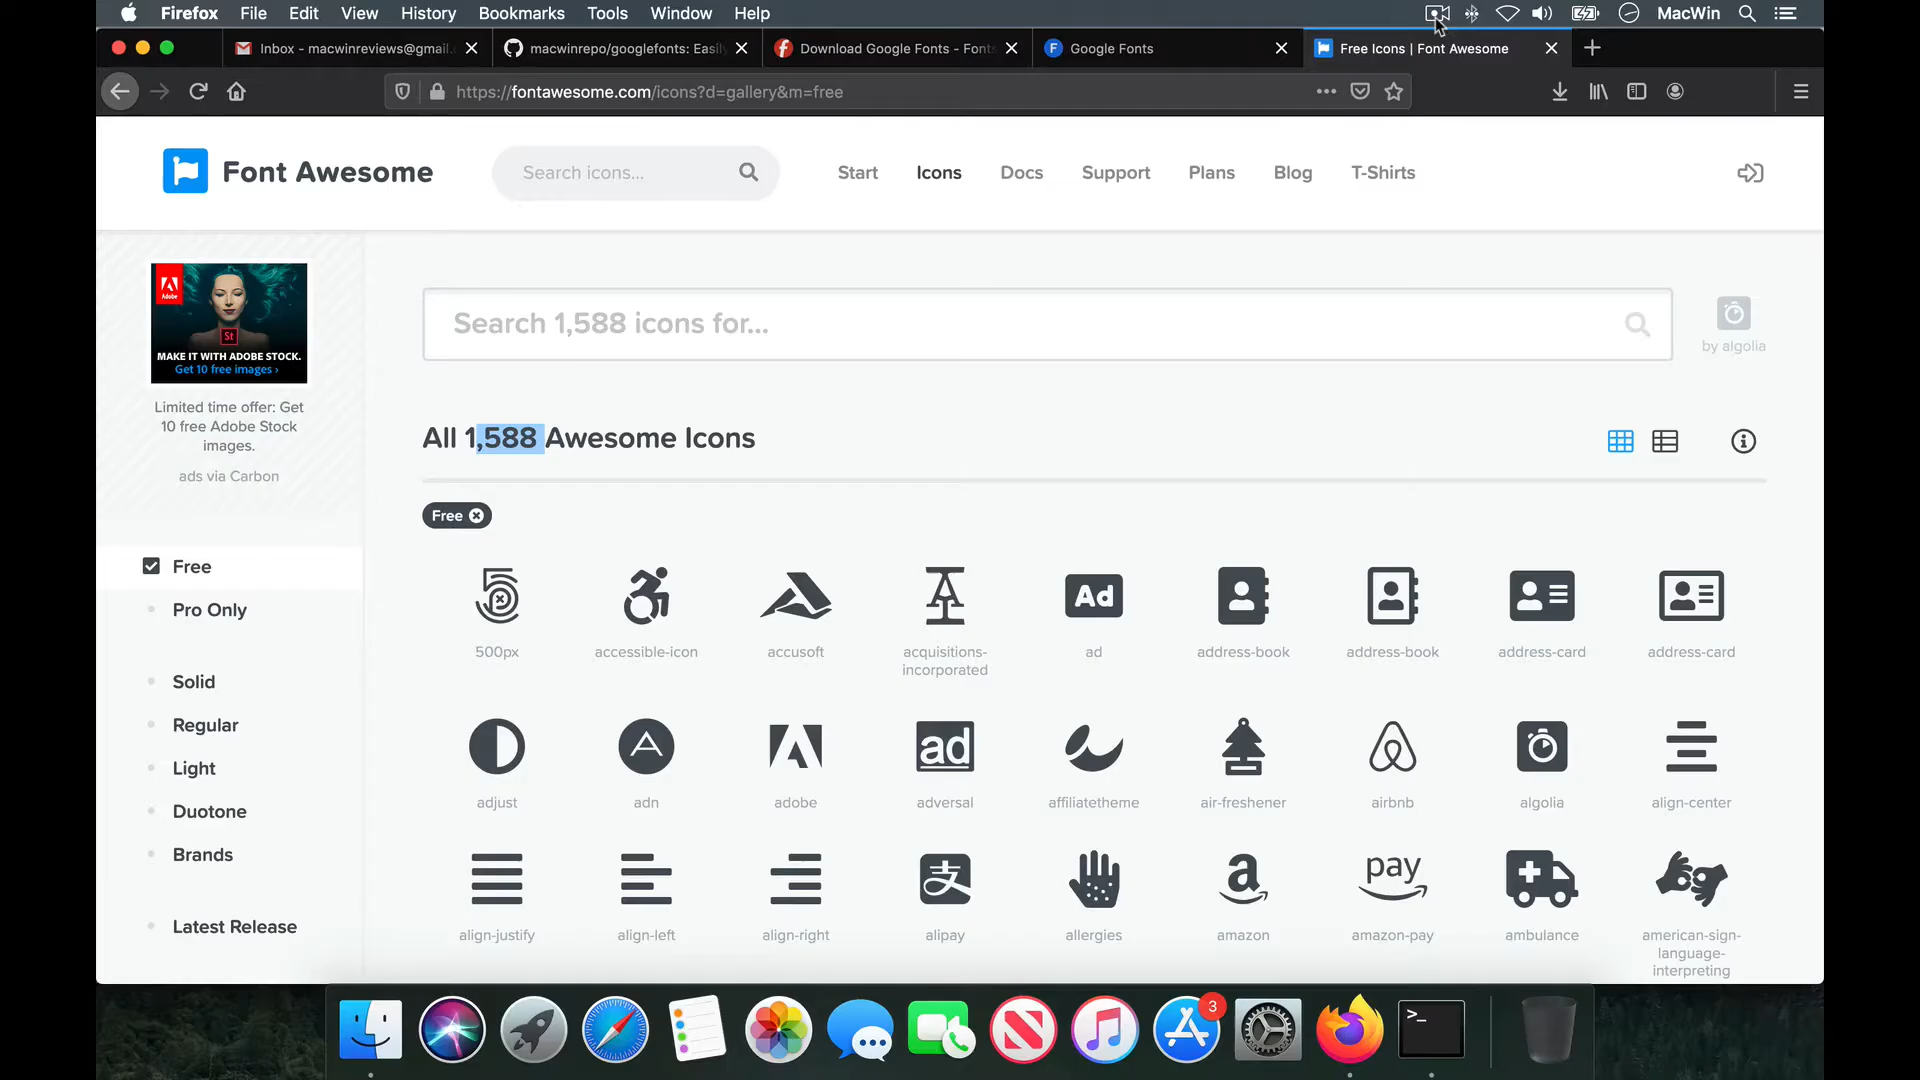 Firefox File Edit View History Bookmarks Tools Window Help MacWin
Inbox - macwinreviews@gmail. macwinrepo/googlefonts: Easily Download Google Fonts - Fonts Google Fonts Free Icons | Font Awesome
https://fontawesome.com/icons?d=gallery&m=free
Font Awesome Search icons... Start Icons Docs Support Plans Blog T-Shirts
Adobe
St
MAKE IT WITH ADOBE STOCK.
Get 10 free images ›
Limited time offer: Get
10 free Adobe Stock
images.
ads via Carbon
Search 1,588 icons for...
by algolia
All 1,588 Awesome Icons
Free
Free
Pro Only
Solid
Regular
Light
Duotone
Brands
Latest Release
Ad
500px accessible-icon accusoft acquisitions- ad address-book address-book address-card address-card
incorporated
ad
adjust adn adobe adversal affiliatetheme air-freshener airbnb algolia align-center
支 a pay
align-justify align-left align-right alipay allergies amazon amazon-pay ambulance american-sign-
language-
interpreting
3
>_